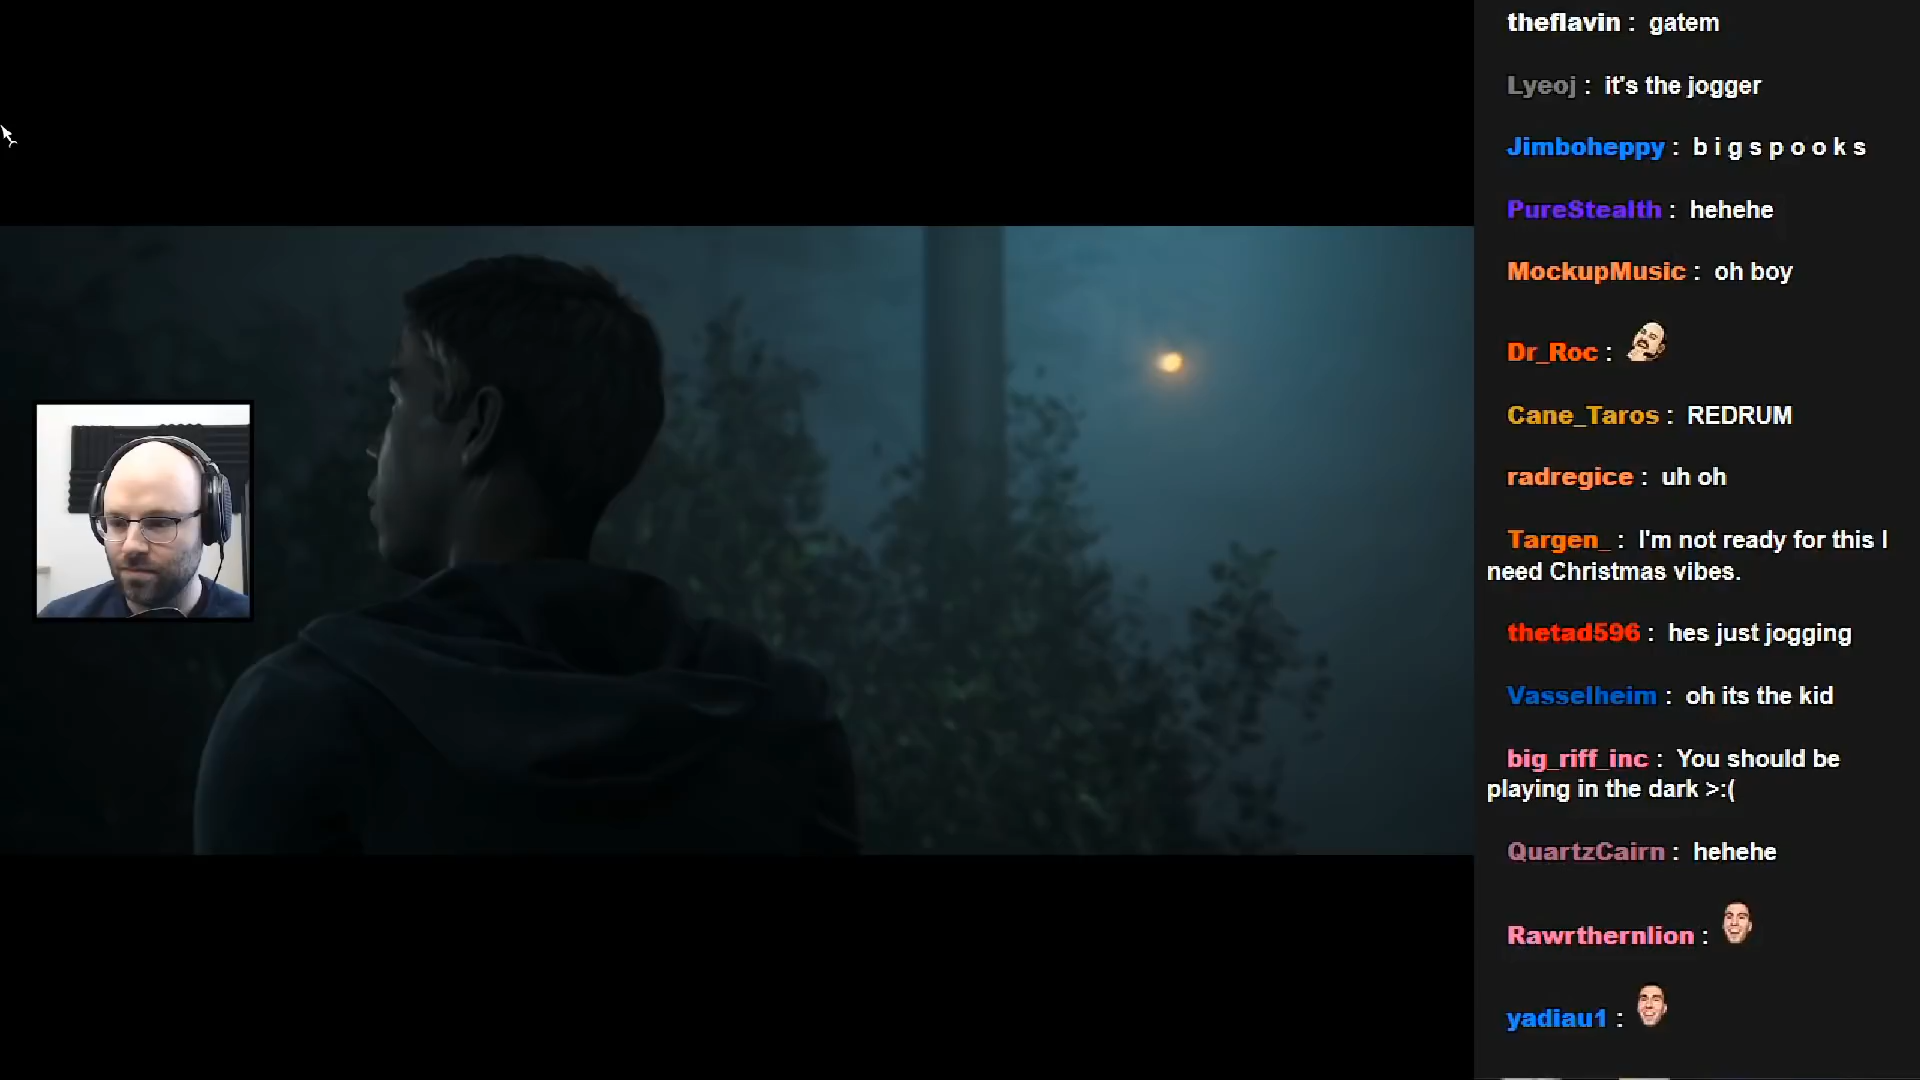 theflavin : gatem
Lyeoj : it's the jogger
Jimboheppy : b i g s p o o k s
PureStealth : hehehe
MockupMusic : oh boy
Dr_Roc :
Cane_Taros : REDRUM
radregice : uh oh
Targen_ : I'm not ready for this I
need Christmas vibes.
thetad596 : hes just jogging
Vasselheim : oh its the kid
big_riff_inc : You should be
playing in the dark >:(
QuartzCairn : hehehe
Rawrthernlion :
yadiau1 :